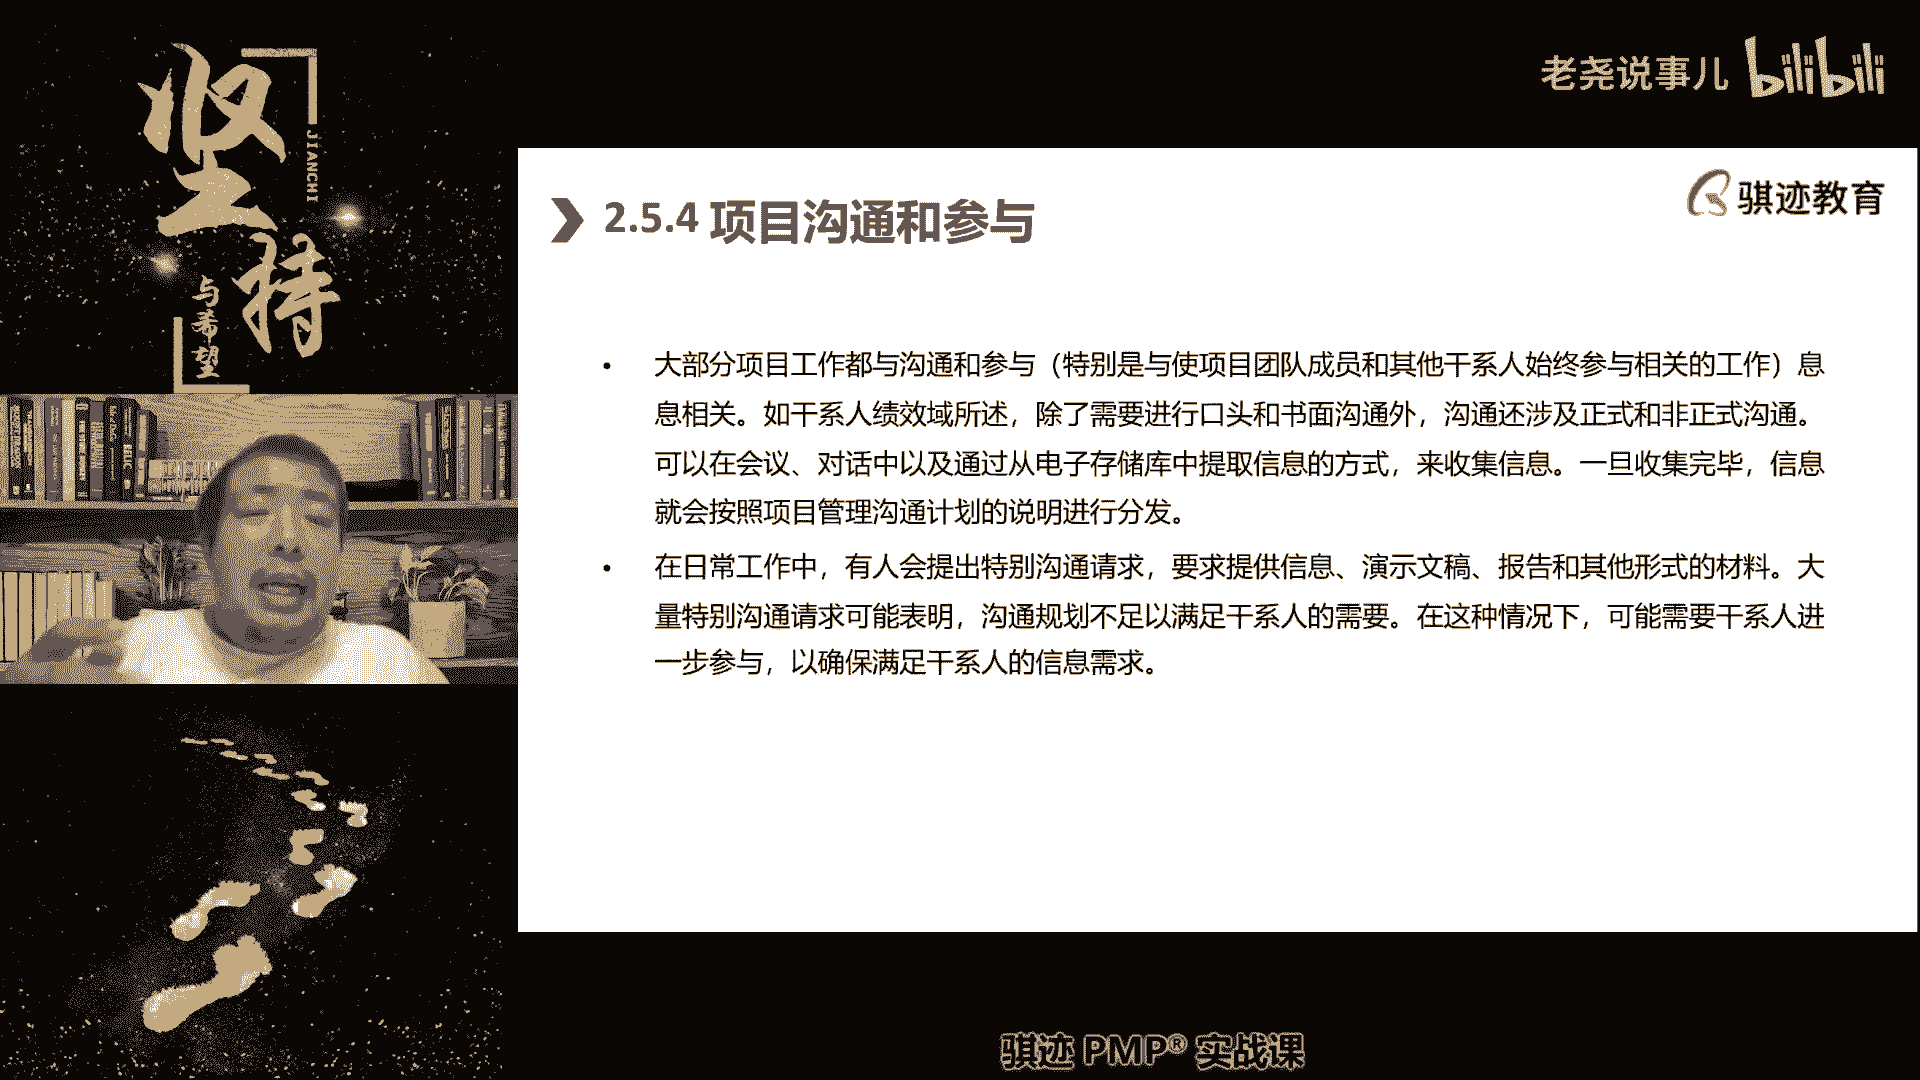 坚持
JIANCHI
与希望
老尧说事儿 bilibili
骐迹教育
2.5.4 项目沟通和参与
• 大部分项目工作都与沟通和参与（特别是与使项目团队成员和其他干系人始终参与相关的工作）息
息相关。如干系人绩效域所述，除了需要进行口头和书面沟通外，沟通还涉及正式和非正式沟通。
可以在会议、对话中以及通过从电子存储库中提取信息的方式，来收集信息。一旦收集完毕，信息
就会按照项目管理沟通计划的说明进行分发。
• 在日常工作中，有人会提出特别沟通请求，要求提供信息、演示文稿、报告和其他形式的材料。大
量特别沟通请求可能表明，沟通规划不足以满足干系人的需要。在这种情况下，可能需要干系人进
一步参与，以确保满足干系人的信息需求。
骐迹 PMP® 实战课